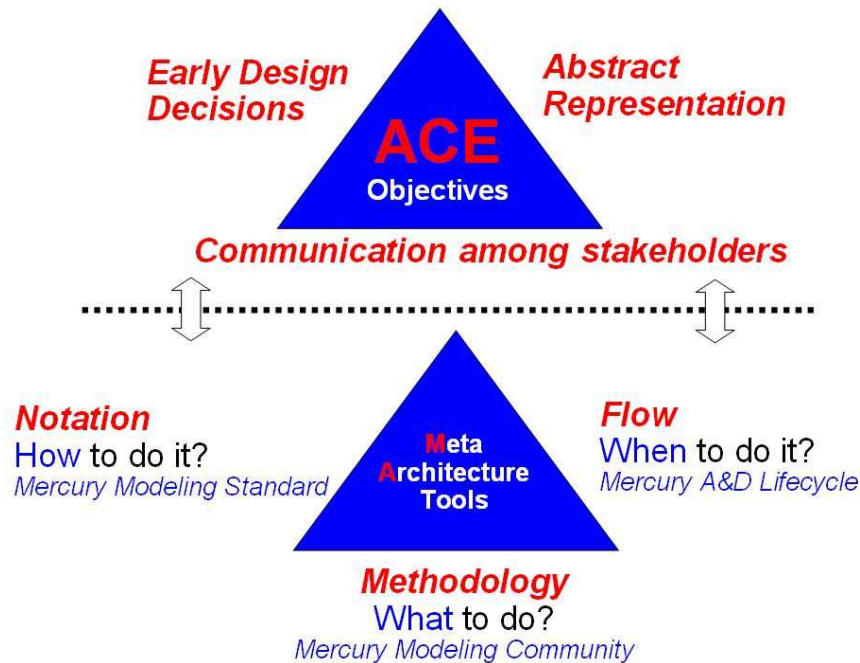 Early Design
Decisions
Abstract
Representation
ACE
Objectives
Communication among stakeholders
Notation
How to do it?
Mercury Modeling Standard
Meta
Architecture
Tools
Flow
When to do it?
Mercury A&D Lifecycle
Methodology
What to do?
Mercury Modeling Community